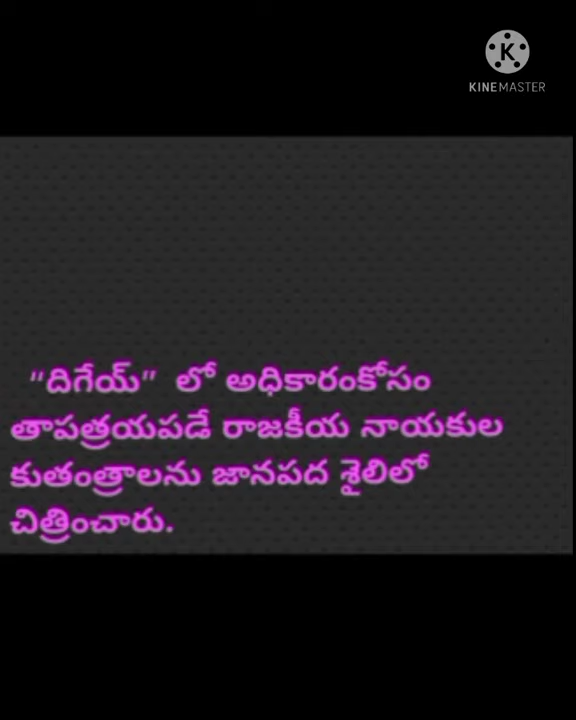 KINEMASTER
"దిగేయ్" లో అధికారంకోసం
తాపత్రయపడే రాజకీయ నాయకుల
కుతంత్రాలను జానపద శైలిలో
చిత్రించారు.